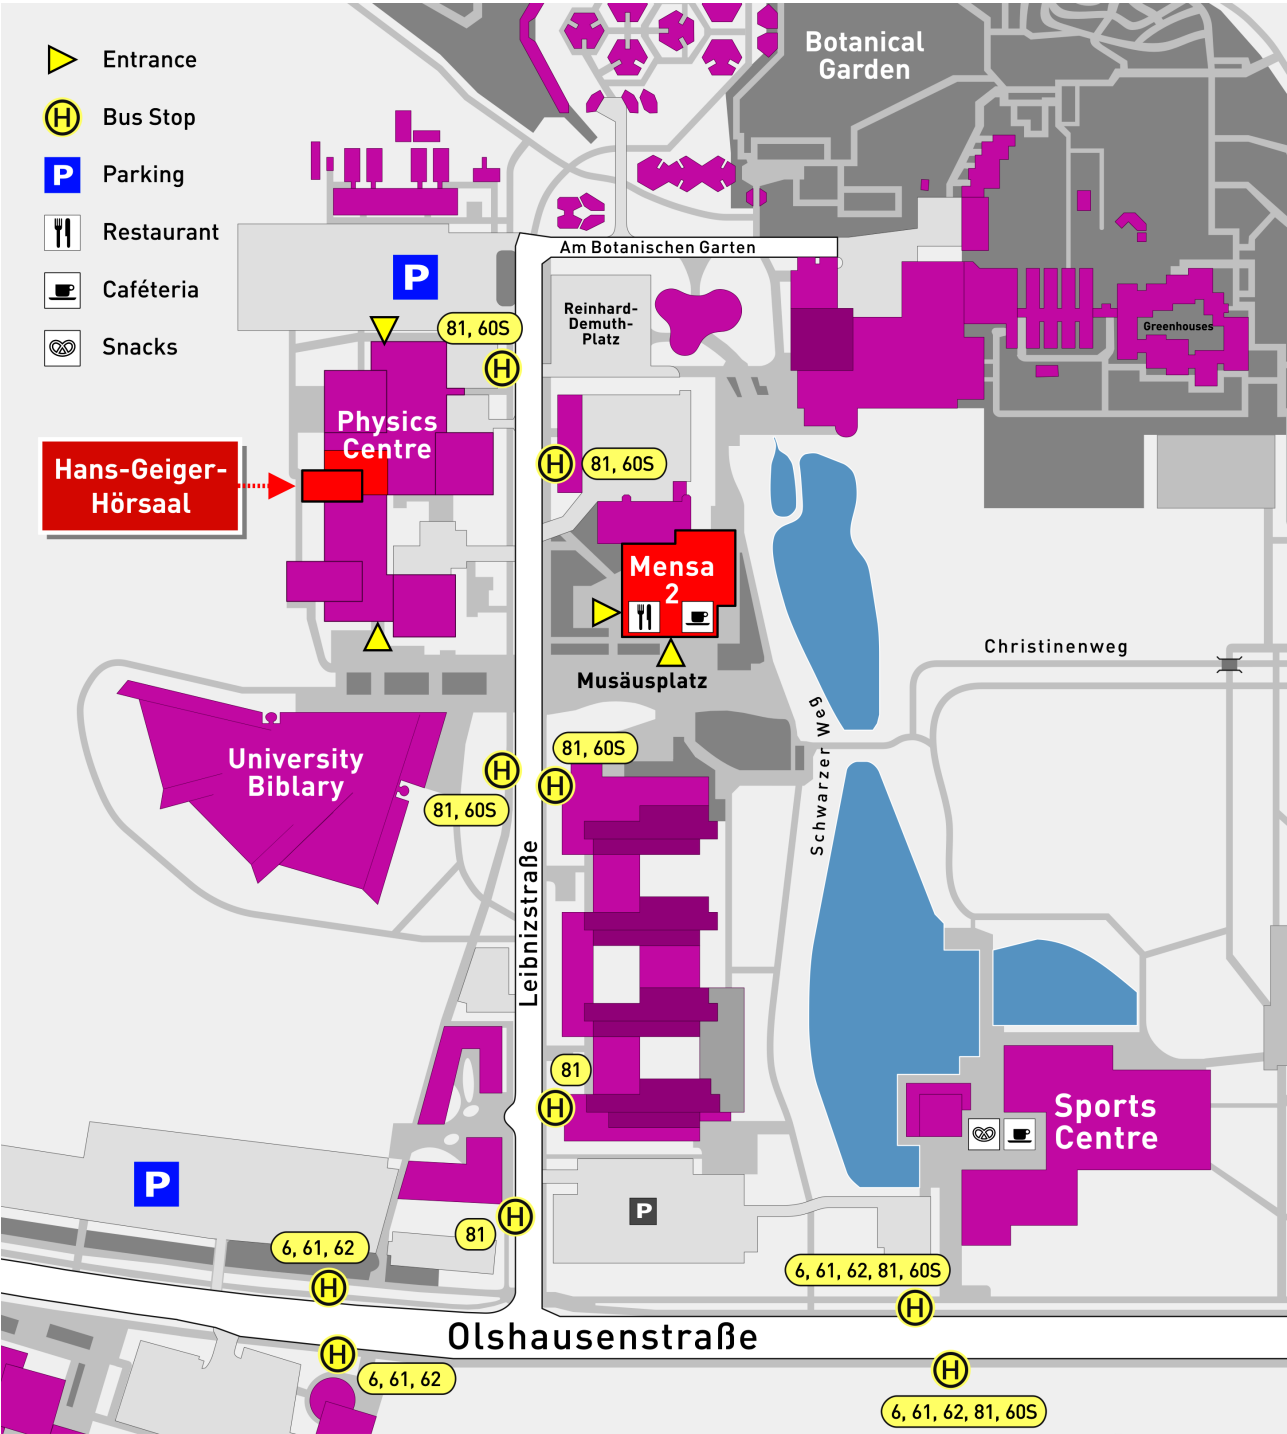 Entrance
H
Bus Stop
P
Parking
Restaurant
Caféteria
Snacks
Botanical
Garden
Am Botanischen Garten
P
Reinhard-
Demuth-
Platz
Greenhouses
81, 60S
H
Physics
Centre
Hans-Geiger-
Hörsaal
H
81, 60S
Mensa
2
Musäusplatz
Christinenweg
Schwarzer Weg
University
Biblary
81, 60S
H
H
81, 60S
Leibnizstraße
81
H
Sports
Centre
P
P
H
81
6, 61, 62
H
6, 61, 62, 81, 60S
H
Olshausenstraße
H
6, 61, 62
H
6, 61, 62, 81, 60S